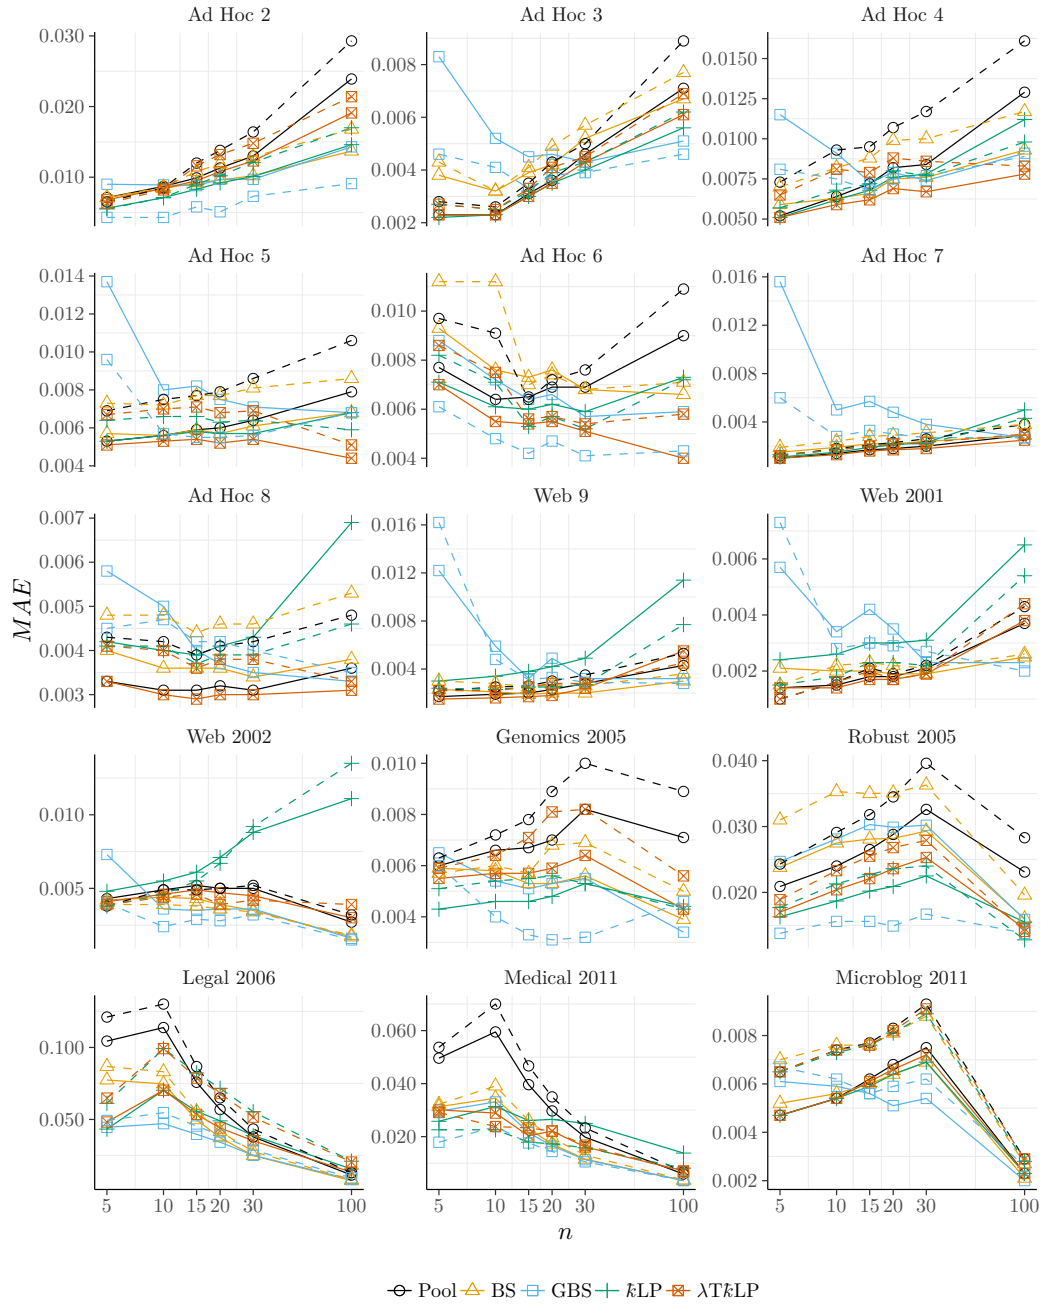 Ad Hoc 2 Ad Hoc 3 Ad Hoc 4
0.030 0.020 0.010
0.008 0.006 0.004 0.002
0.0150 0.0125 0.0100 0.0075 0.0050
Ad Hoc 5 Ad Hoc 6 Ad Hoc 7
0.014 0.012 0.010 0.008 0.006 0.004
0.010 0.008 0.006 0.004
0.016 0.012 0.008 0.004
Ad Hoc 8 Web 9 Web 2001
0.007 0.006 0.005 0.004 0.003
0.016 0.012 0.008 0.004
0.006 0.004 0.002
MAE
Web 2002 Genomics 2005 Robust 2005
0.010 0.005
0.010 0.008 0.006 0.004
0.040 0.030 0.020
Legal 2006 Medical 2011 Microblog 2011
0.100 0.050
0.060 0.040 0.020
0.008 0.006 0.004 0.002
5 10 15 20 30 100 5 10 15 20 30 100 5 10 15 20 30 100
n
Pool BS GBS k̃LP λTk̃LP